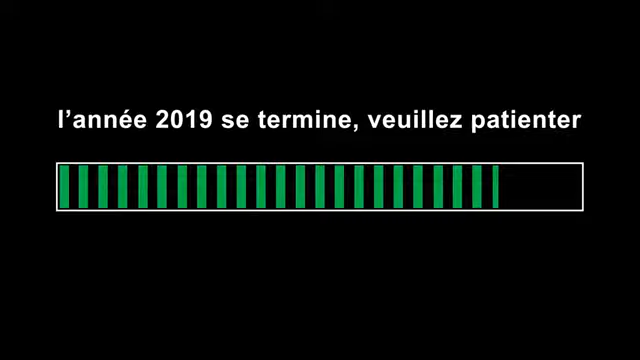 l’année 2019 se termine, veuillez patienter